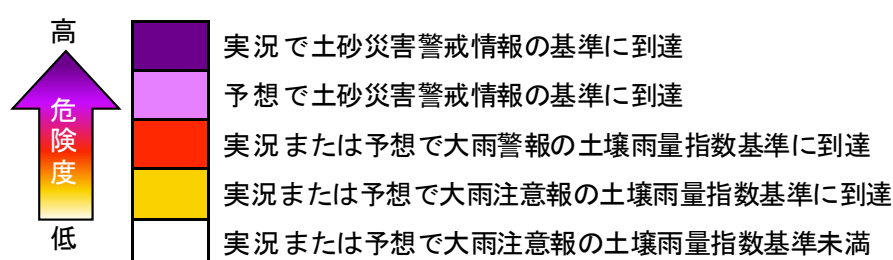 高
危険度
低
実況で土砂災害警戒情報の基準に到達
予想で土砂災害警戒情報の基準に到達
実況または予想で大雨警報の土壌雨量指数基準に到達
実況または予想で大雨注意報の土壌雨量指数基準に到達
実況または予想で大雨注意報の土壌雨量指数基準未満